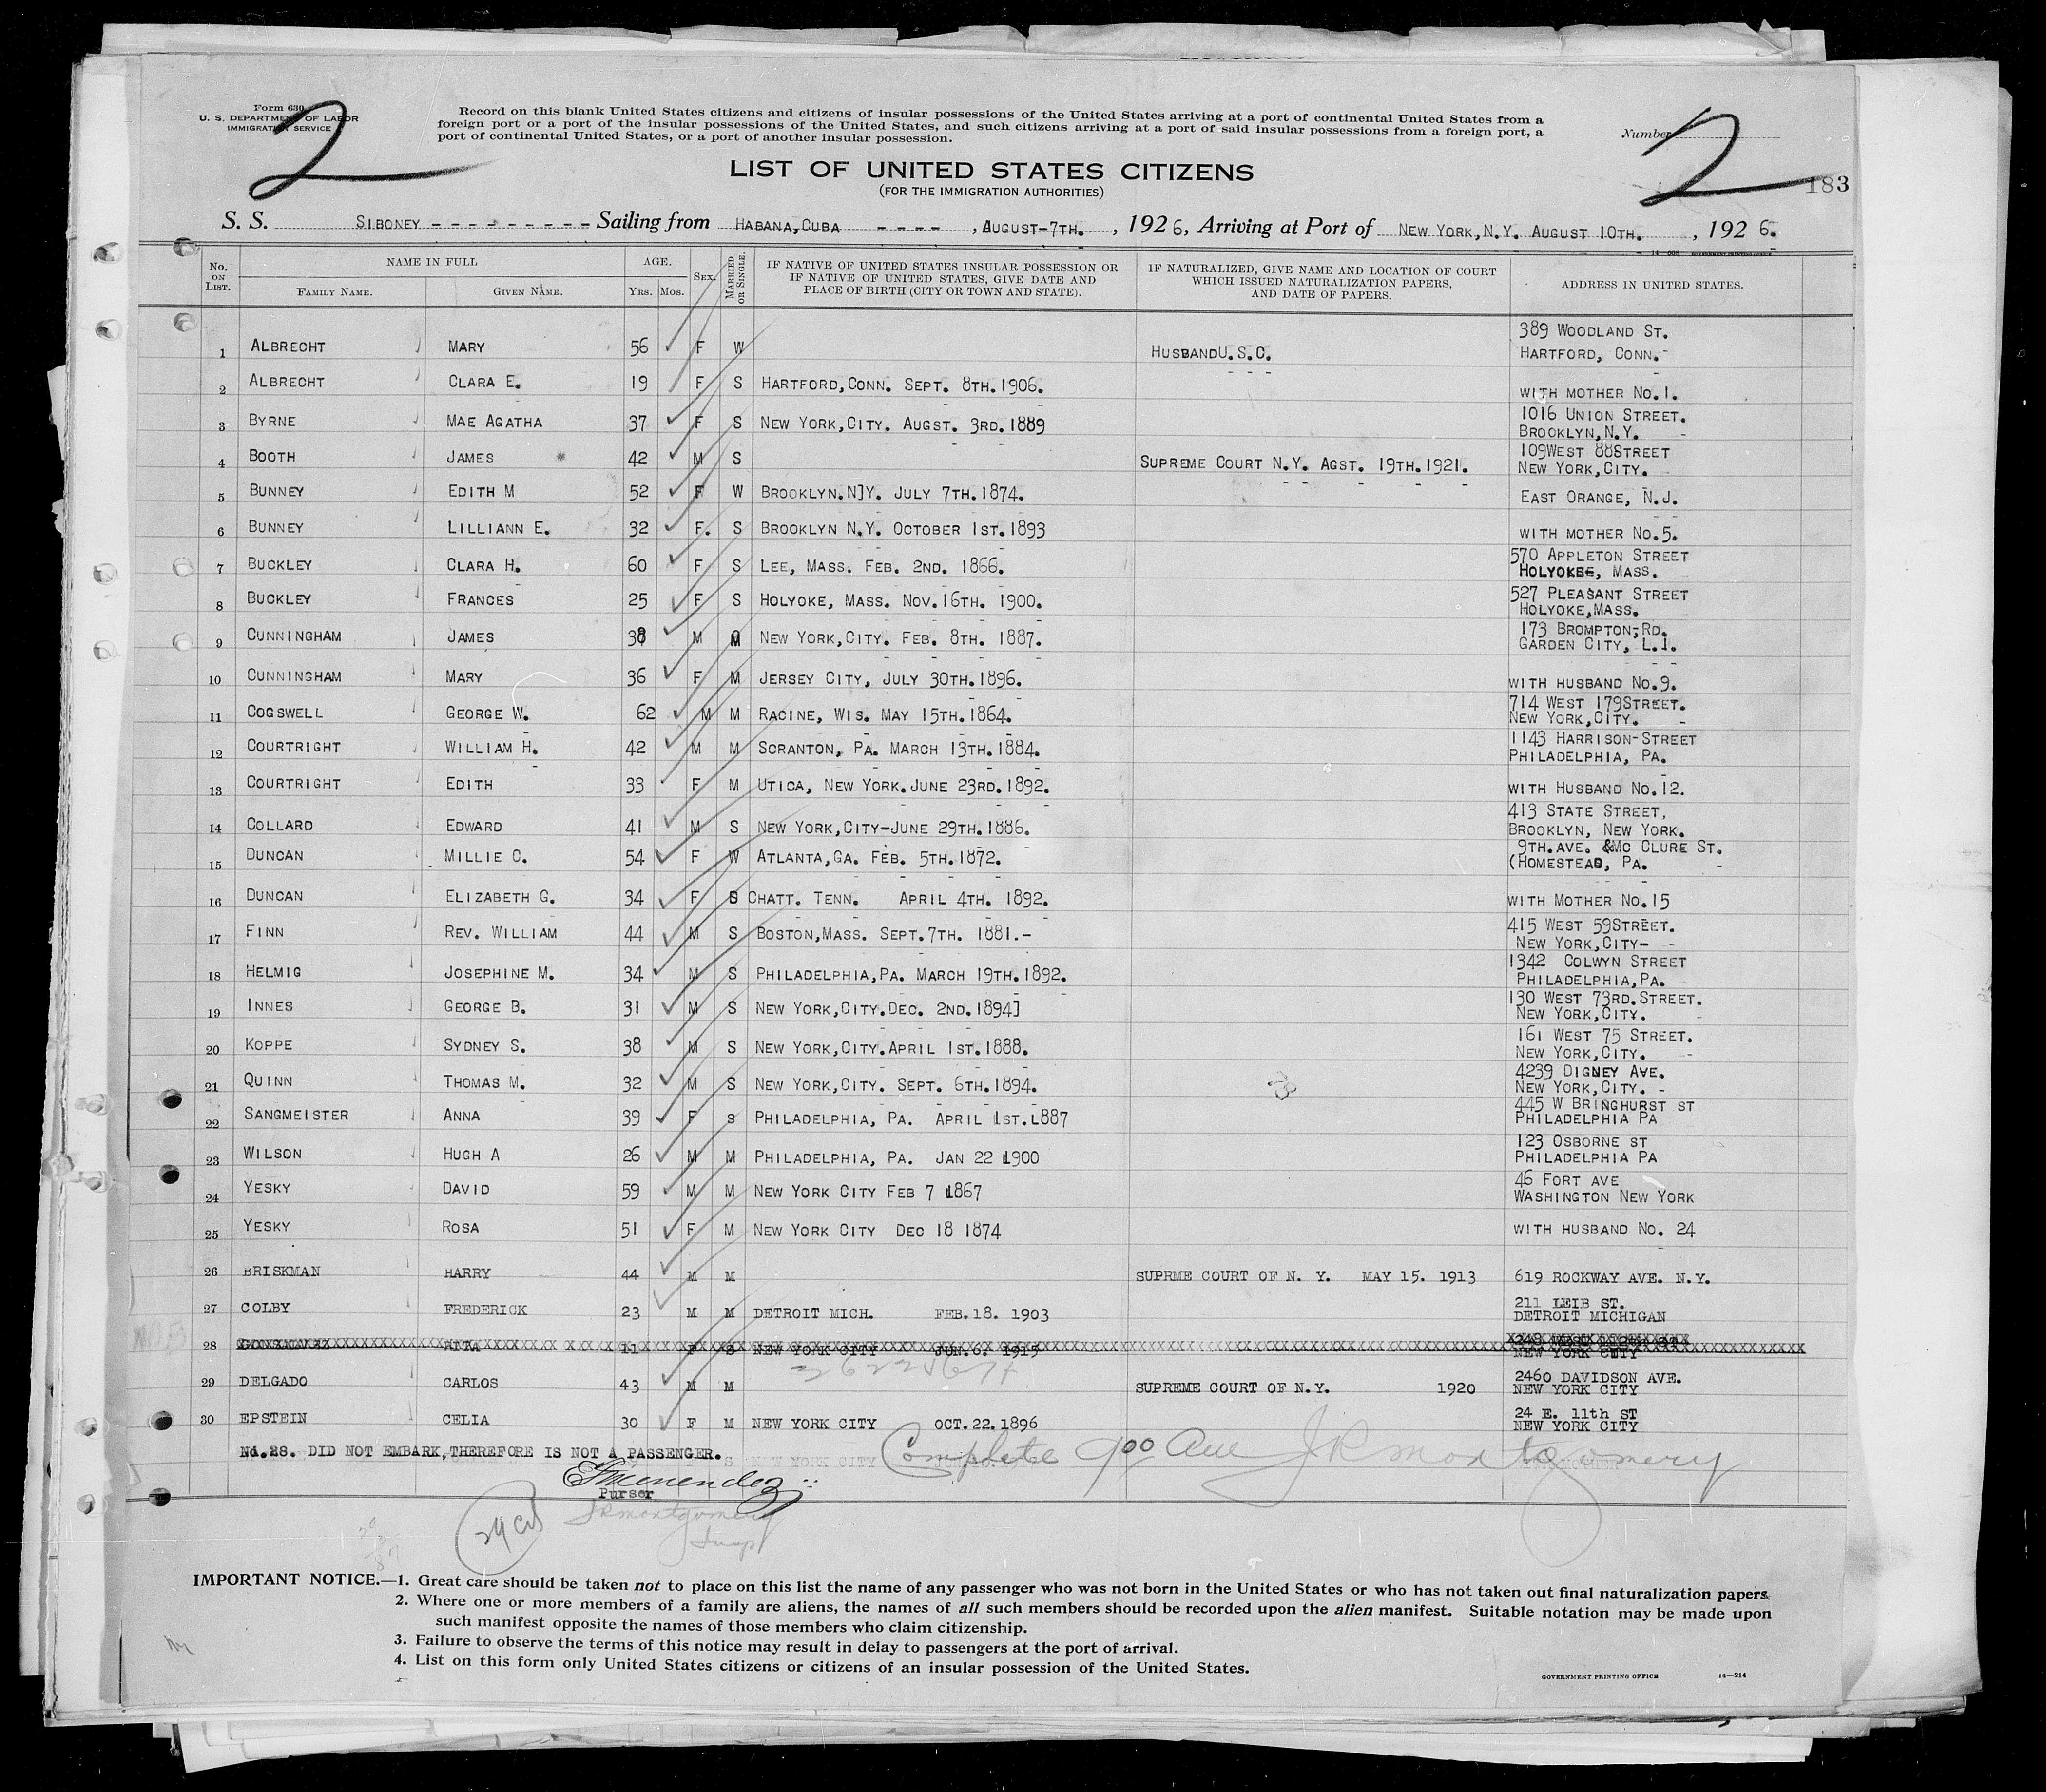 Form 630
U. S. DEPARTMENT OF LABOR
IMMIGRATION SERVICE
2
Record on this blank United States citizens and citizens of insular possessions of the United States arriving at a port of continental United States from a
foreign port or a port of the insular possessions of the United States, and such citizens arriving at a port of said insular possessions from a foreign port, a
port of continental United States, or a port of another insular possession.
Number
2
183
LIST OF UNITED STATES CITIZENS
(FOR THE IMMIGRATION AUTHORITIES)
S. S. SIBONEY - - - - - - - - - - Sailing from HABANA, CUBA - - - - , AUGUST-7TH. , 1926, Arriving at Port of NEW YORK, N.Y. AUGUST 10TH. , 1926.
No. ON LIST. NAME IN FULL FAMILY NAME. GIVEN NAME. AGE. YRS. MOS. SEX. MARRIED OR SINGLE. IF NATIVE OF UNITED STATES INSULAR POSSESSION OR IF NATIVE OF UNITED STATES, GIVE DATE AND PLACE OF BIRTH (CITY OR TOWN AND STATE). IF NATURALIZED, GIVE NAME AND LOCATION OF COURT WHICH ISSUED NATURALIZATION PAPERS, AND DATE OF PAPERS. ADDRESS IN UNITED STATES.
1 ALBRECHT MARY 56 F W HUSBAND U.S.C. 389 WOODLAND ST. HARTFORD, CONN.
2 ALBRECHT CLARA E. 19 F S HARTFORD, CONN. SEPT. 8TH. 1906. WITH MOTHER NO.1.
3 BYRNE MAE AGATHA 37 F S NEW YORK, CITY. AUGST. 3RD. 1889 1016 UNION STREET. BROOKLYN, N.Y. -
4 BOOTH JAMES 42 M S SUPREME COURT N.Y. AGST. 19TH. 1921. 109WEST 88STREET NEW YORK, CITY.
5 BUNNEY EDITH M 52 F W BROOKLYN.N]Y. JULY 7TH. 1874. EAST ORANGE, N.J.
6 BUNNEY LILLIANN E. 32 F. S BROOKLYN N.Y. OCTOBER 1ST. 1893 WITH MOTHER NO.5.
7 BUCKLEY CLARA H. 60 F S LEE, MASS. FEB. 2ND. 1866. 570 APPLETON STREET HOLYOKE, MASS.
8 BUCKLEY FRANCES 25 F S HOLYOKE, MASS. NOV. 16TH. 1900. 527 PLEASANT STREET HOLYOKE, MASS.
9 CUNNINGHAM JAMES 38 M M NEW YORK, CITY. FEB. 8TH. 1887. 173 BROMPTON;RD. GARDEN CITY, L.I.
10 CUNNINGHAM MARY 36 F M JERSEY CITY, JULY 30TH. 1896. WITH HUSBAND NO.9.
11 COGSWELL GEORGE W. 62 M M RACINE, WIS. MAY 15TH. 1864. 714 WEST 179STREET. NEW YORK, CITY. -
12 COURTRIGHT WILLIAM H. 42 M M SCRANTON, PA. MARCH 13TH. 1884. 1143 HARRISON-STREET PHILADELPHIA, PA.
13 COURTRIGHT EDITH 33 F M UTICA, NEW YORK. JUNE 23RD. 1892. WITH HUSBAND NO.12.
14 COLLARD EDWARD 41 M S NEW YORK, CITY-JUNE 29TH. 1886. 413 STATE STREET, BROOKLYN, NEW YORK.
15 DUNCAN MILLIE C. 54 F W ATLANTA, GA. FEB. 5TH. 1872. 9TH. AVE. &MC CLURE ST. (HOMESTEAD, PA. -
16 DUNCAN ELIZABETH G. 34 F S CHATT. TENN. APRIL 4TH. 1892. WITH MOTHER NO.15
17 FINN REV. WILLIAM 44 M S BOSTON, MASS. SEPT. 7TH. 1881.- 415 WEST 59STREET. NEW YORK, CITY- -
18 HELMIG JOSEPHINE M. 34 M S PHILADELPHIA, PA. MARCH 19TH. 1892. 1342 COLWYN STREET PHILADELPHIA, PA.
19 INNES GEORGE B. 31 M S NEW YORK, CITY. DEC. 2ND. 1894] 130 WEST 73RD. STREET. NEW YORK, CITY. -
20 KOPPE SYDNEY S. 38 M S NEW YORK, CITY. APRIL 1ST. 1888. 161 WEST 75 STREET. NEW YORK, CITY. --
21 QUINN THOMAS M. 32 M S NEW YORK, CITY. SEPT. 6TH. 1894. 4239 DIGNEY AVE. NEW YORK, CITY. -
22 SANGMEISTER ANNA 39 F S PHILADELPHIA, PA. APRIL 1ST. L887 445 W BRINGHURST ST PHILADELPHIA PA
23 WILSON HUGH A 26 M M PHILADELPHIA, PA. JAN 22 1900 123 OSBORNE ST PHILADELPHIA PA
24 YESKY DAVID 59 M M NEW YORK CITY FEB 7 1867 46 FORT AVE WASHINGTON NEW YORK
25 YESKY ROSA 51 F M NEW YORK CITY DEC 18 1874 WITH HUSBAND NO. 24
26 BRISKMAN HARRY 44 M M SUPRME COURT OF N. Y. MAY 15. 1913 619 ROCKWAY AVE. N.Y.
27 COLBY FREDERICK 23 M M DETROIT MICH. FEB. 18. 1903 211 LEIB ST. DETROIT MICHIGAN
28 11 F S NEW YORK CITY JUN. 6. 1915 NEW YORK CITY
29 DELGADO CARLOS 43 M M SUPREME COURT OF N.Y. 1920 2460 DAVIDSON AVE. NEW YORK CITY
30 EPSTEIN CELIA 30 F M NEW YORK CITY OCT. 22. 1896 24 E. 11th ST NEW YORK CITY
No. 28. DID NOT EMBARK, THEREFORE IS NOT A PASSENGER.
Complete 900 Am JR Montgomery
Menendez
Purser
JR Montgomery
Insp
IMPORTANT NOTICE.—1. Great care should be taken not to place on this list the name of any passenger who was not born in the United States or who has not taken out final naturalization papers.
2. Where one or more members of a family are aliens, the names of all such members should be recorded upon the alien manifest. Suitable notation may be made upon
such manifest opposite the names of those members who claim citizenship.
3. Failure to observe the terms of this notice may result in delay to passengers at the port of arrival.
4. List on this form only United States citizens or citizens of an insular possession of the United States.
GOVERNMENT PRINTING OFFICE 14—214